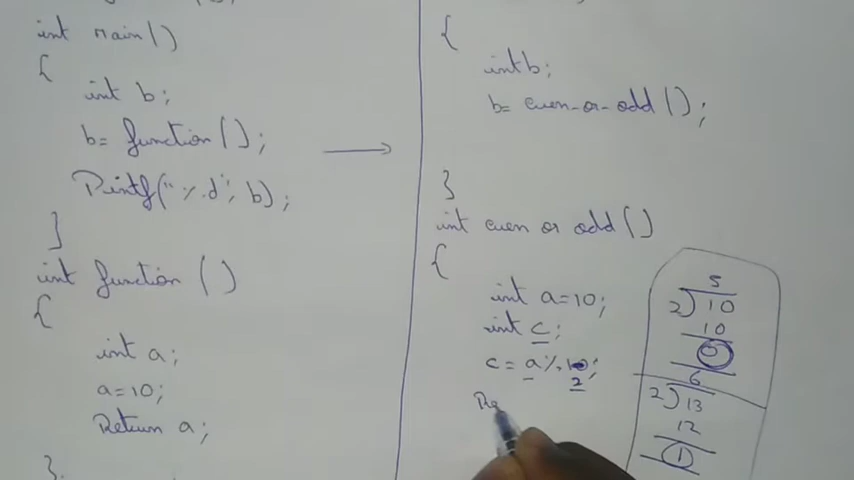 int main()
{
int b;
b= function();
Printf("%.d", b);
}
int function ()
{
int a;
a=10;
Return a;
}.
{
int b;
b= even-or-odd();
}
int even or odd()
{
int a=10;
int c;
c= a%.
2
Re
5
2)10
10
0
6
2)13
12
1